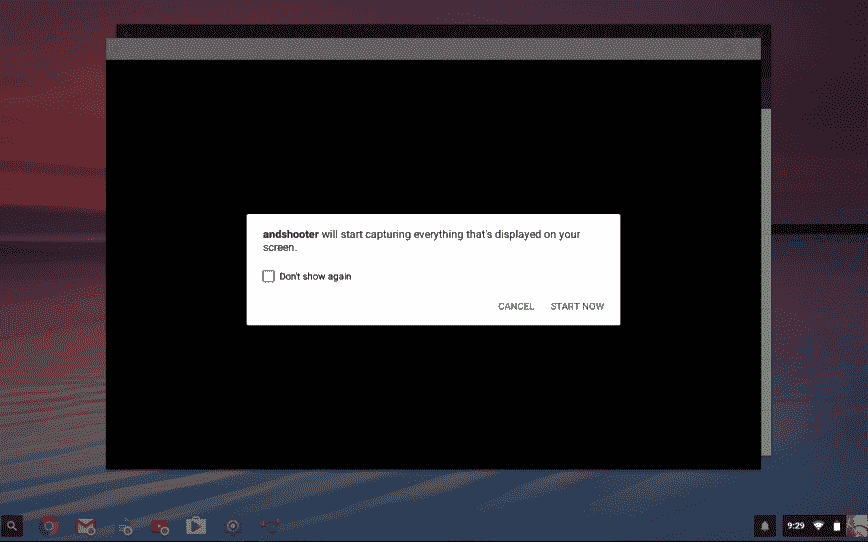 andshooter will start capturing everything that's displayed on your
screen.
Don't show again
CANCEL START NOW
9:29